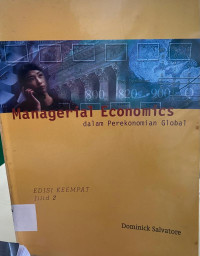 Managerial Economics
dalam Perekonomian Global
EDISI KEEMPAT
Jilid 2
Dominick Salvatore